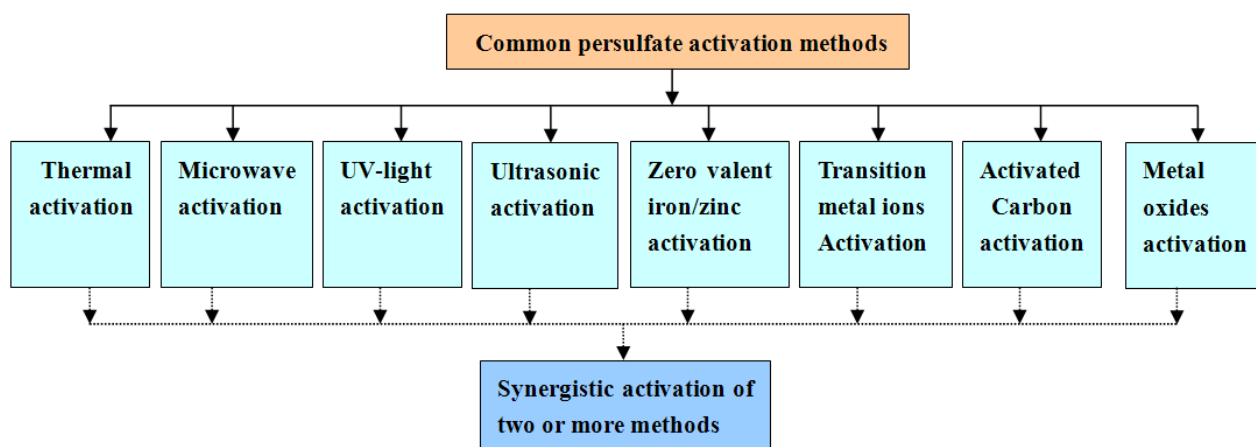 Common persulfate activation methods
Thermal
activation
Microwave
activation
UV-light
activation
Ultrasonic
activation
Zero valent
iron/zinc
activation
Transition
metal ions
Activation
Activated
Carbon
activation
Metal
oxides
activation
Synergistic activation of
two or more methods